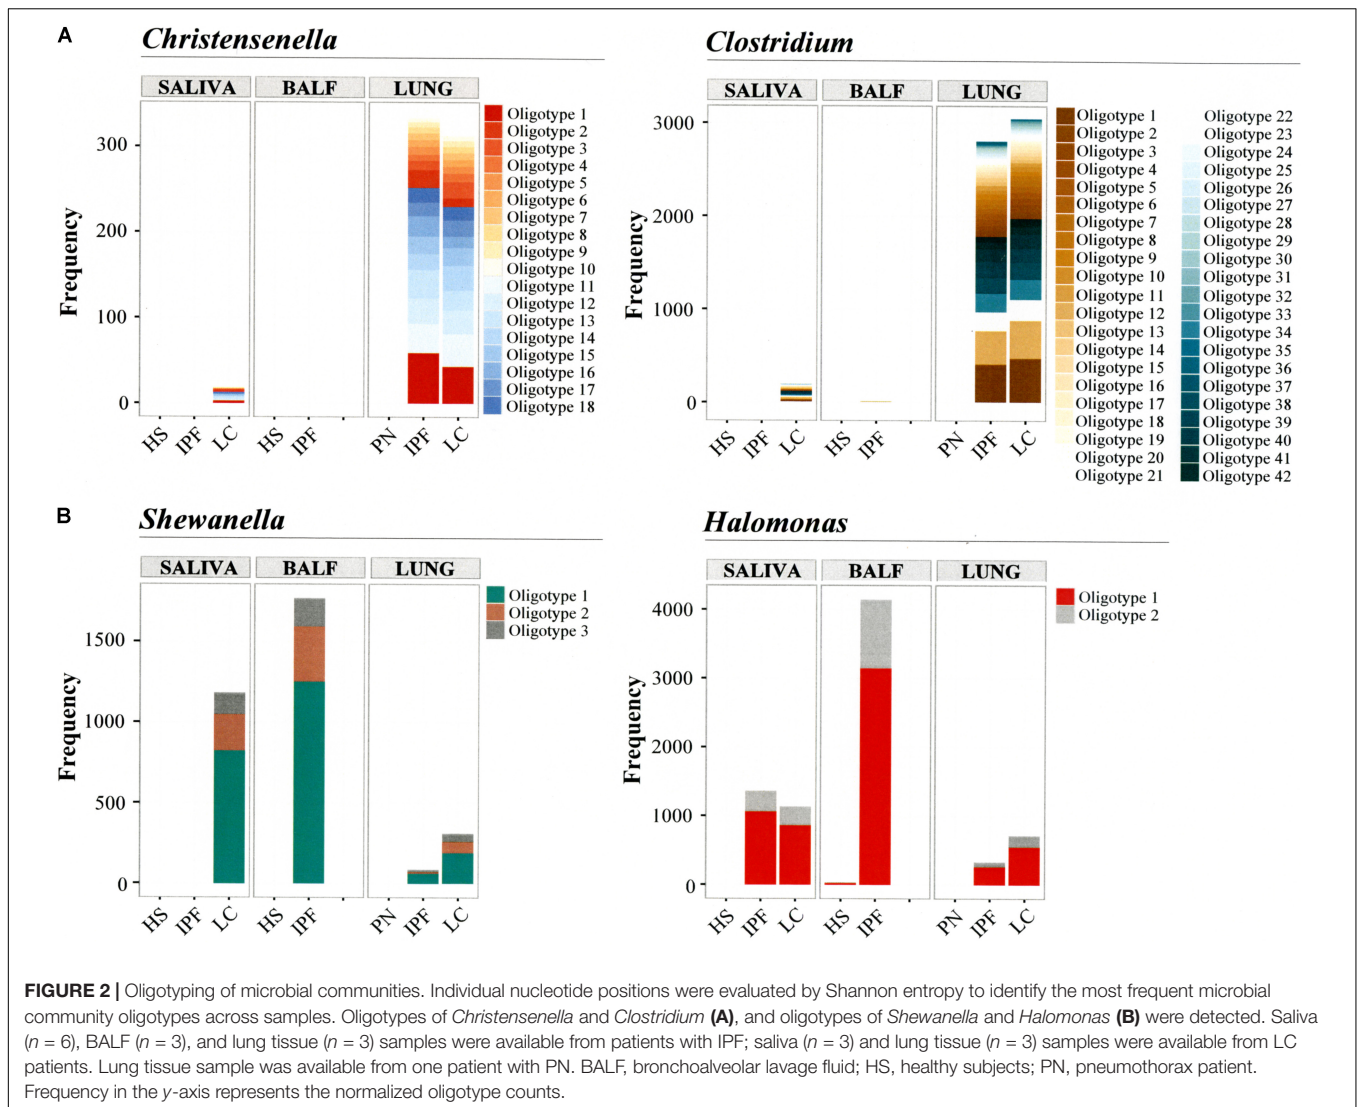 A
Christensenella
SALIVA BALF LUNG
Frequency
300
200
100
0
HS IPF LC HS IPF PN IPF LC
Oligotype 1
Oligotype 2
Oligotype 3
Oligotype 4
Oligotype 5
Oligotype 6
Oligotype 7
Oligotype 8
Oligotype 9
Oligotype 10
Oligotype 11
Oligotype 12
Oligotype 13
Oligotype 14
Oligotype 15
Oligotype 16
Oligotype 17
Oligotype 18
Clostridium
SALIVA BALF LUNG
Frequency
3000
2000
1000
0
HS IPF LC HS IPF PN IPF LC
Oligotype 1
Oligotype 2
Oligotype 3
Oligotype 4
Oligotype 5
Oligotype 6
Oligotype 7
Oligotype 8
Oligotype 9
Oligotype 10
Oligotype 11
Oligotype 12
Oligotype 13
Oligotype 14
Oligotype 15
Oligotype 16
Oligotype 17
Oligotype 18
Oligotype 19
Oligotype 20
Oligotype 21
Oligotype 22
Oligotype 23
Oligotype 24
Oligotype 25
Oligotype 26
Oligotype 27
Oligotype 28
Oligotype 29
Oligotype 30
Oligotype 31
Oligotype 32
Oligotype 33
Oligotype 34
Oligotype 35
Oligotype 36
Oligotype 37
Oligotype 38
Oligotype 39
Oligotype 40
Oligotype 41
Oligotype 42
B
Shewanella
SALIVA BALF LUNG
Frequency
1500
1000
500
0
HS IPF LC HS IPF PN IPF LC
Oligotype 1
Oligotype 2
Oligotype 3
Halomonas
SALIVA BALF LUNG
Frequency
4000
3000
2000
1000
0
HS IPF LC HS IPF PN IPF LC
Oligotype 1
Oligotype 2
FIGURE 2 | Oligotyping of microbial communities. Individual nucleotide positions were evaluated by Shannon entropy to identify the most frequent microbial
community oligotypes across samples. Oligotypes of Christensenella and Clostridium (A), and oligotypes of Shewanella and Halomonas (B) were detected. Saliva
(n = 6), BALF (n = 3), and lung tissue (n = 3) samples were available from patients with IPF; saliva (n = 3) and lung tissue (n = 3) samples were available from LC
patients. Lung tissue sample was available from one patient with PN. BALF, bronchoalveolar lavage fluid; HS, healthy subjects; PN, pneumothorax patient.
Frequency in the y-axis represents the normalized oligotype counts.